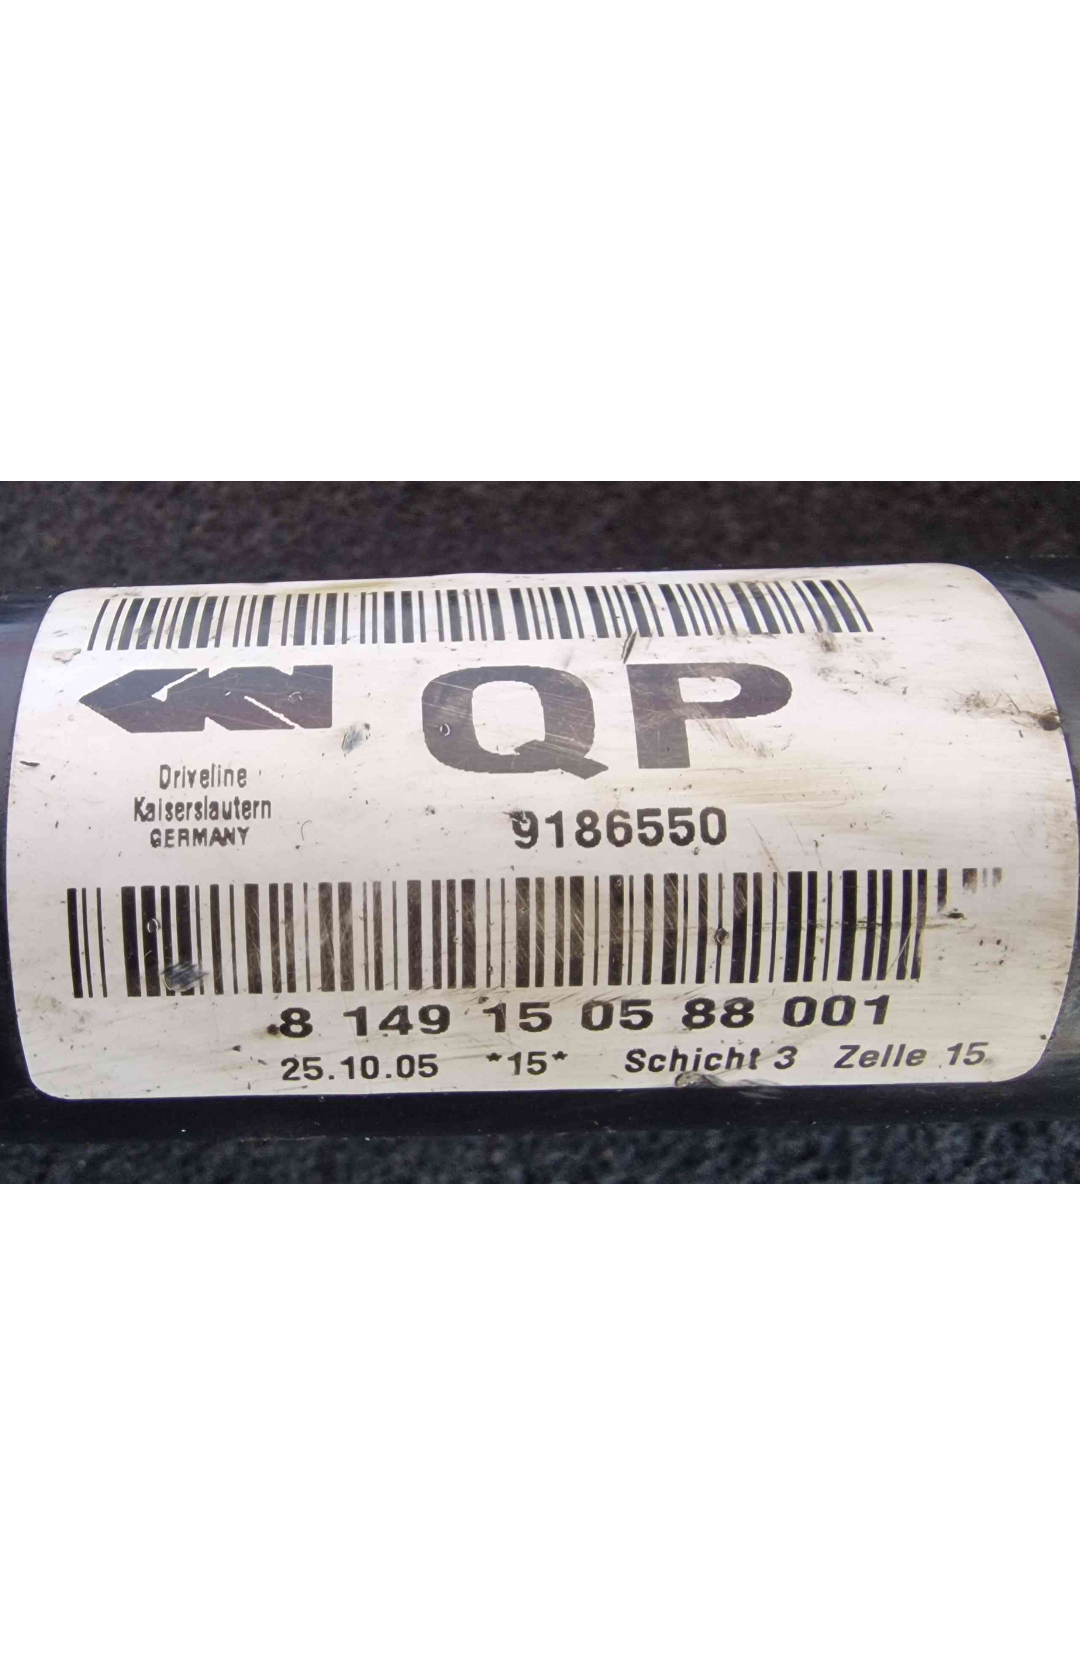 QP
Driveline
Kaiserslautern
GERMANY
9186550
8 149 15 05 88 001
25.10.05 *15* Schicht 3 Zelle 15